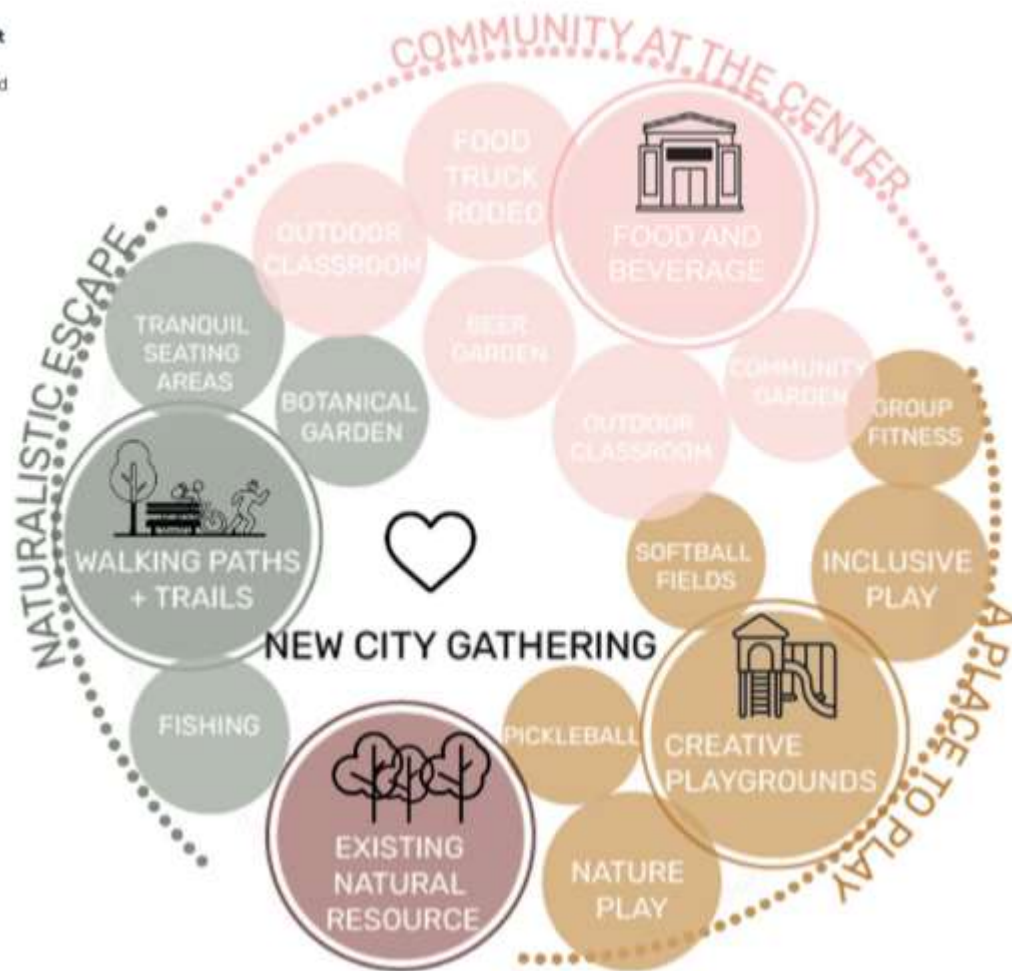 t
d
COMMUNITY AT THE CENTER
FOOD
TRUCK
RODEO
FOOD AND
BEVERAGE
OUTDOOR
CLASSROOM
BEER
GARDEN
OUTDOOR
CLASSROOM
COMMUNITY
GARDEN
NATURALISTIC ESCAPE
TRANQUIL
SEATING
AREAS
BOTANICAL
GARDEN
WALKING PATHS
+ TRAILS
FISHING
NEW CITY GATHERING
EXISTING
NATURAL
RESOURCE
A PLACE TO PLAY
GROUP
FITNESS
SOFTBALL
FIELDS
INCLUSIVE
PLAY
PICKLEBALL
CREATIVE
PLAYGROUNDS
NATURE
PLAY